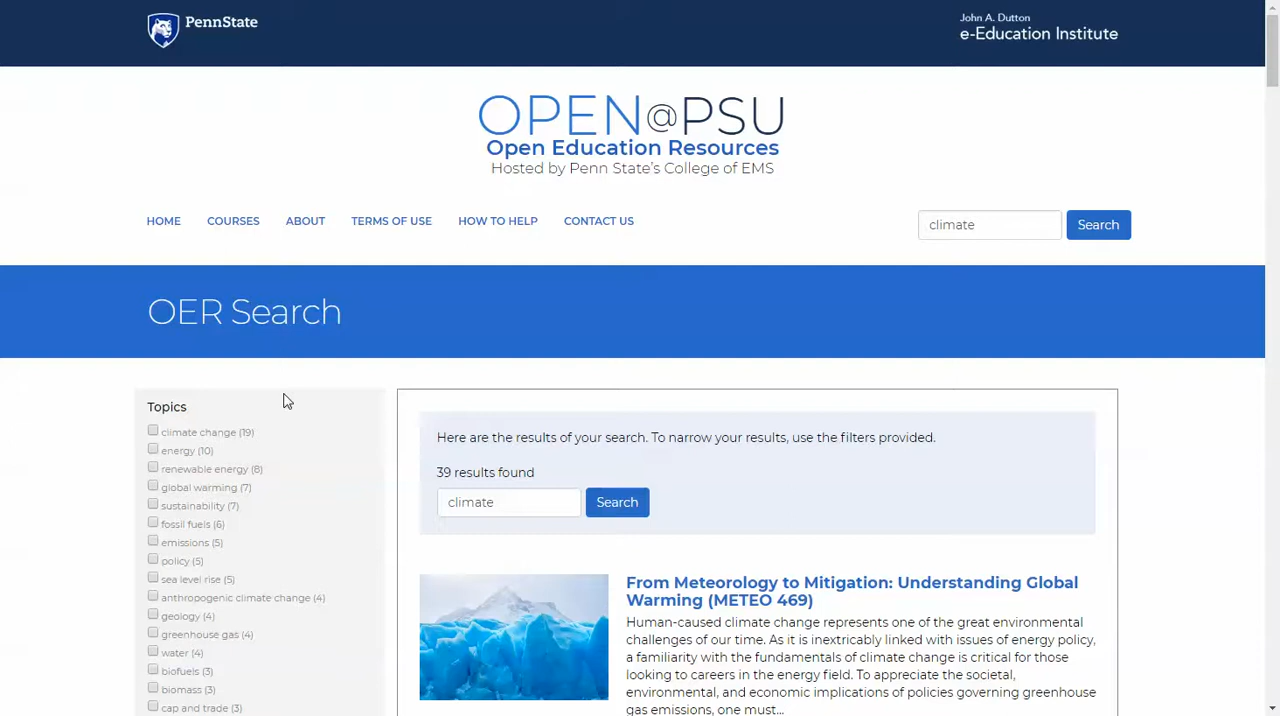 PennState
John A. Dutton
e-Education Institute
OPEN@PSU
Open Education Resources
Hosted by Penn State's College of EMS
HOME COURSES ABOUT TERMS OF USE HOW TO HELP CONTACT US
climate Search
OER Search
Topics
climate change (19)
energy (10)
renewable energy (8)
global warming (7)
sustainability (7)
fossil fuels (6)
emissions (5)
policy (5)
sea level rise (5)
anthropogenic climate change (4)
geology (4)
greenhouse gas (4)
water (4)
biofuels (3)
biomass (3)
cap and trade (3)
Here are the results of your search. To narrow your results, use the filters provided.
39 results found
climate Search
From Meteorology to Mitigation: Understanding Global
Warming (METEO 469)
Human-caused climate change represents one of the great environmental
challenges of our time. As it is inextricably linked with issues of energy policy,
a familiarity with the fundamentals of climate change is critical for those
looking to careers in the energy field. To appreciate the societal,
environmental, and economic implications of policies governing greenhouse
gas emissions, one must...